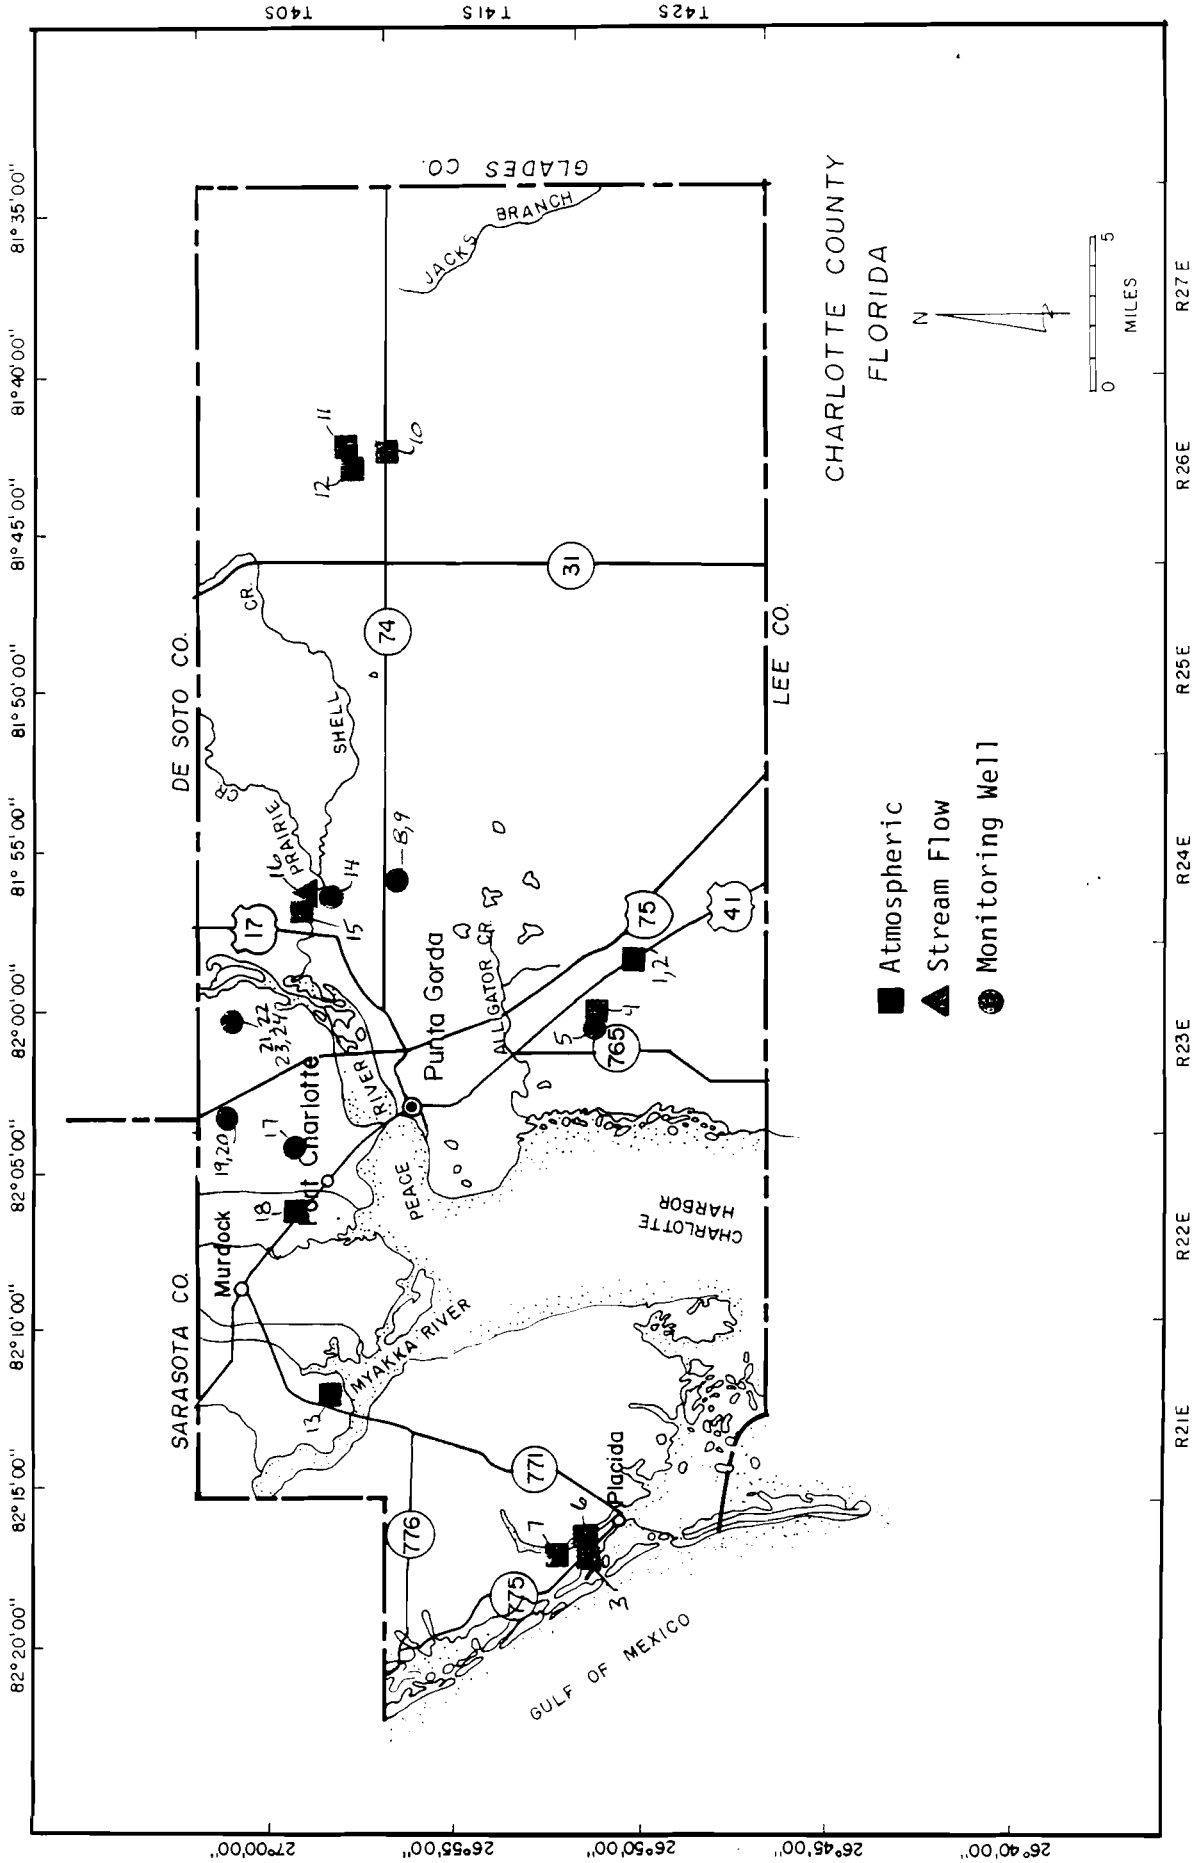 82°20'00"
82°15'00
82°10'00"
82°05'00"
82°00'00"
81°55'00"
81°50'00"
81°45'00"
81°40'00"
81°35'00"
T40S
T41S
T42S
27°00'00"
26°55'00"
26°50'00"
26°45'00"
26°40'00"
SARASOTA CO.
DE SOTO CO.
GLADES CO.
LEE CO.
Murdock
Port Charlotte
Punta Gorda
Placida
18
17
19,20
21,22
23,24
13
16
15
14
8,9
12
11
10
5
4
1,2
7
6
3
17
74
31
75
41
765
771
775
776
PRAIRIE
CR
SHELL
CR.
JACKS
BRANCH
ALLIGATOR CR
PEACE
RIVER
MYAKKA RIVER
CHARLOTTE
HARBOR
GULF OF MEXICO
CHARLOTTE COUNTY
FLORIDA
N
0
5
MILES
Atmospheric
Stream Flow
Monitoring Well
R21E
R22E
R23E
R24E
R25E
R26E
R27E